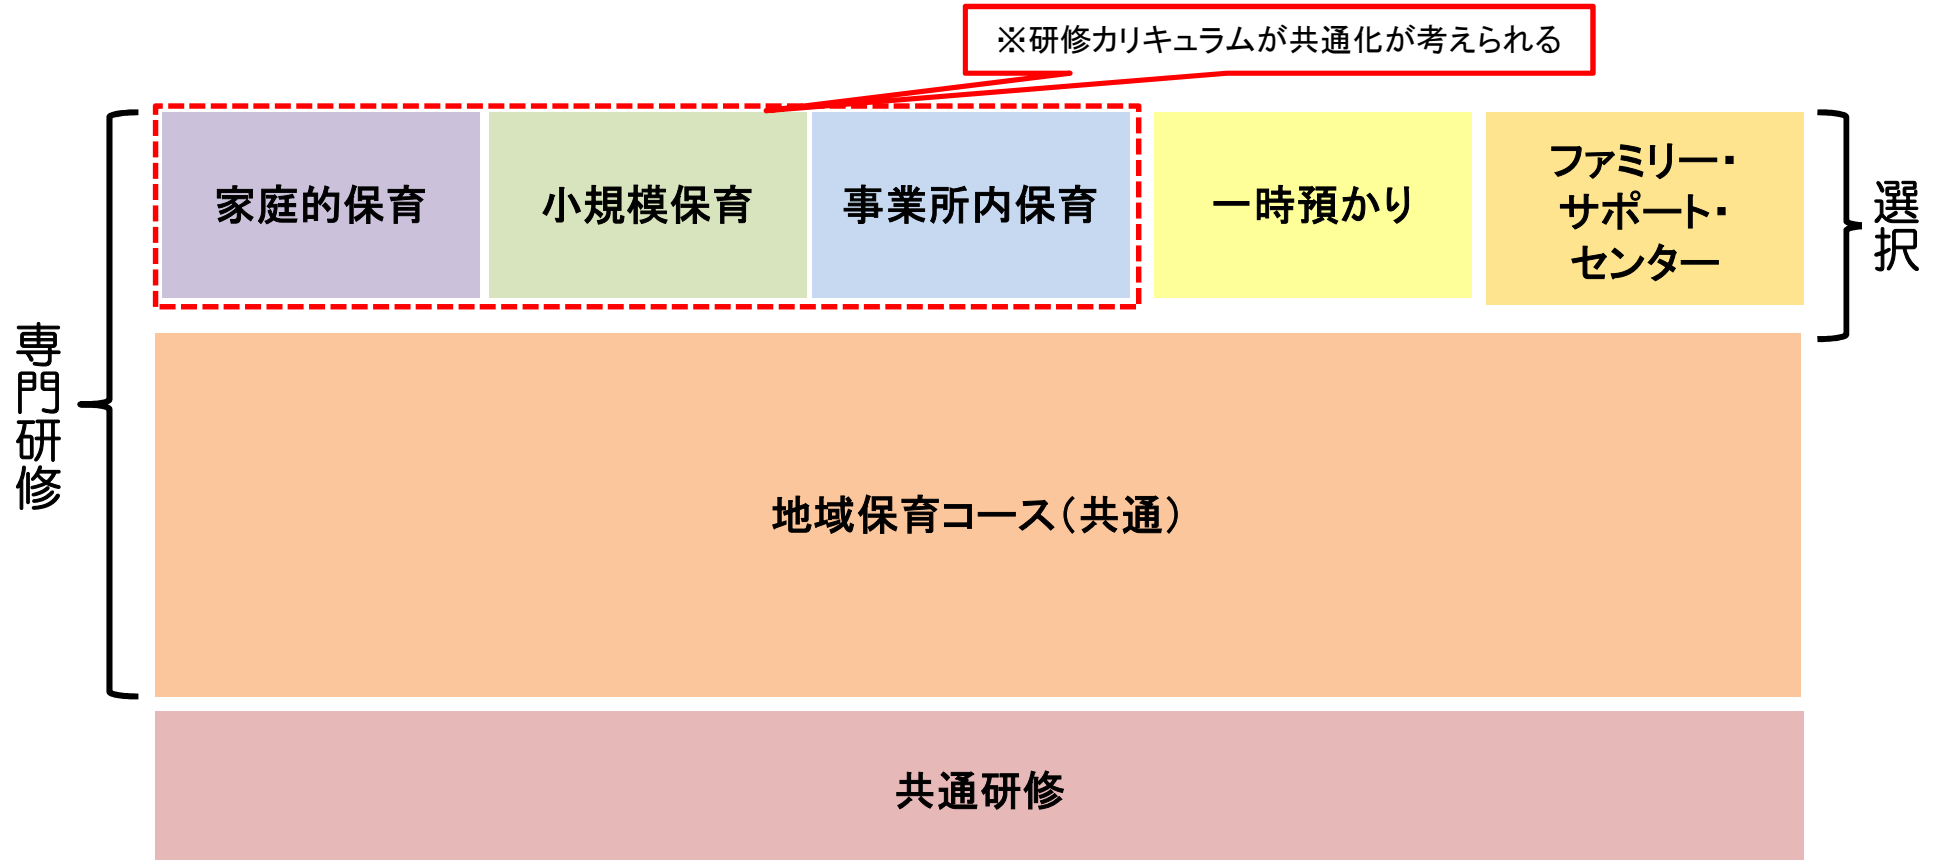 ※研修カリキュラムが共通化が考えられる
家庭的保育
小規模保育
事業所内保育
一時預かり
ファミリー・
サポート・
センター
選択
専門研修
地域保育コース（共通）
共通研修